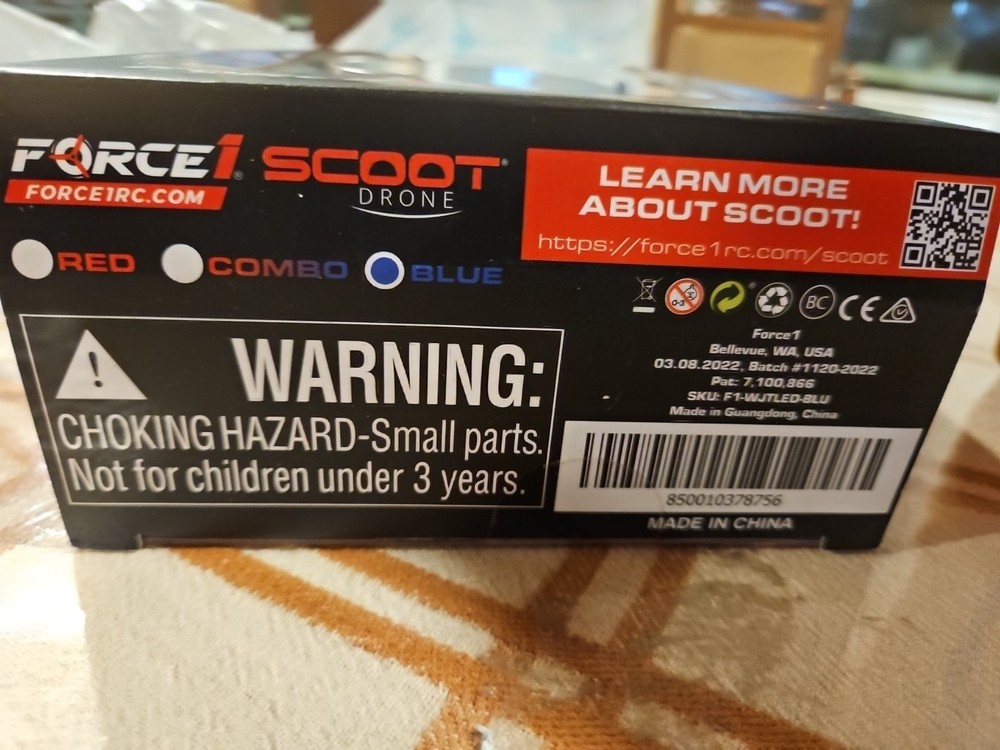 FORCE1®
FORCE1RC.COM
SCOOT®
DRONE
RED COMBO BLUE
LEARN MORE
ABOUT SCOOT!
https://force1rc.com/scoot
WARNING:
CHOKING HAZARD-Small parts.
Not for children under 3 years.
0-3
BC
CE
Force1
Bellevue, WA, USA
03.08.2022, Batch #1120-2022
Pat: 7,100,866
SKU: F1-WJTLED-BLU
Made in Guangdong, China
850010378756
MADE IN CHINA